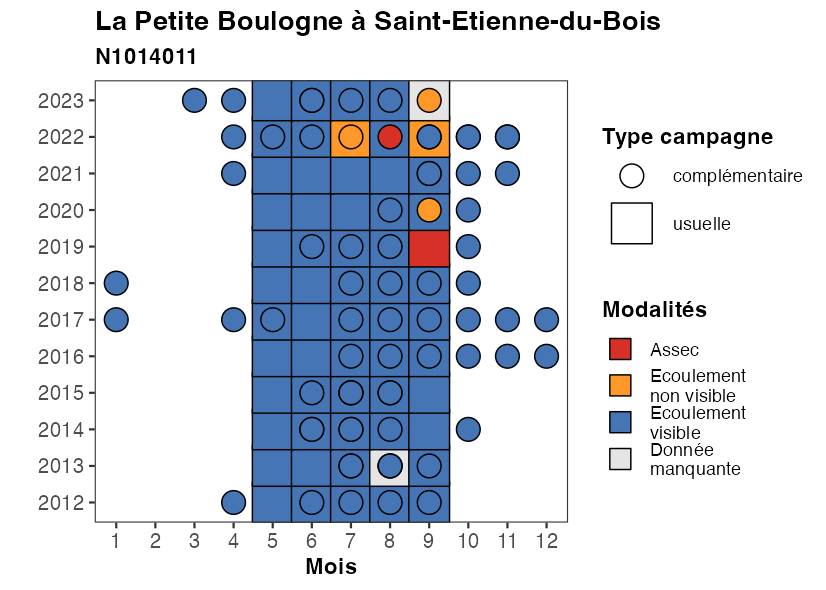 La Petite Boulogne à Saint-Etienne-du-Bois
N1014011
2023
2022
2021
2020
2019
2018
2017
2016
2015
2014
2013
2012
1 2 3 4 5 6 7 8 9 10 11 12
Mois
Type campagne
complémentaire
usuelle
Modalités
Assec
Ecoulement
non visible
Ecoulement
visible
Donnée
manquante